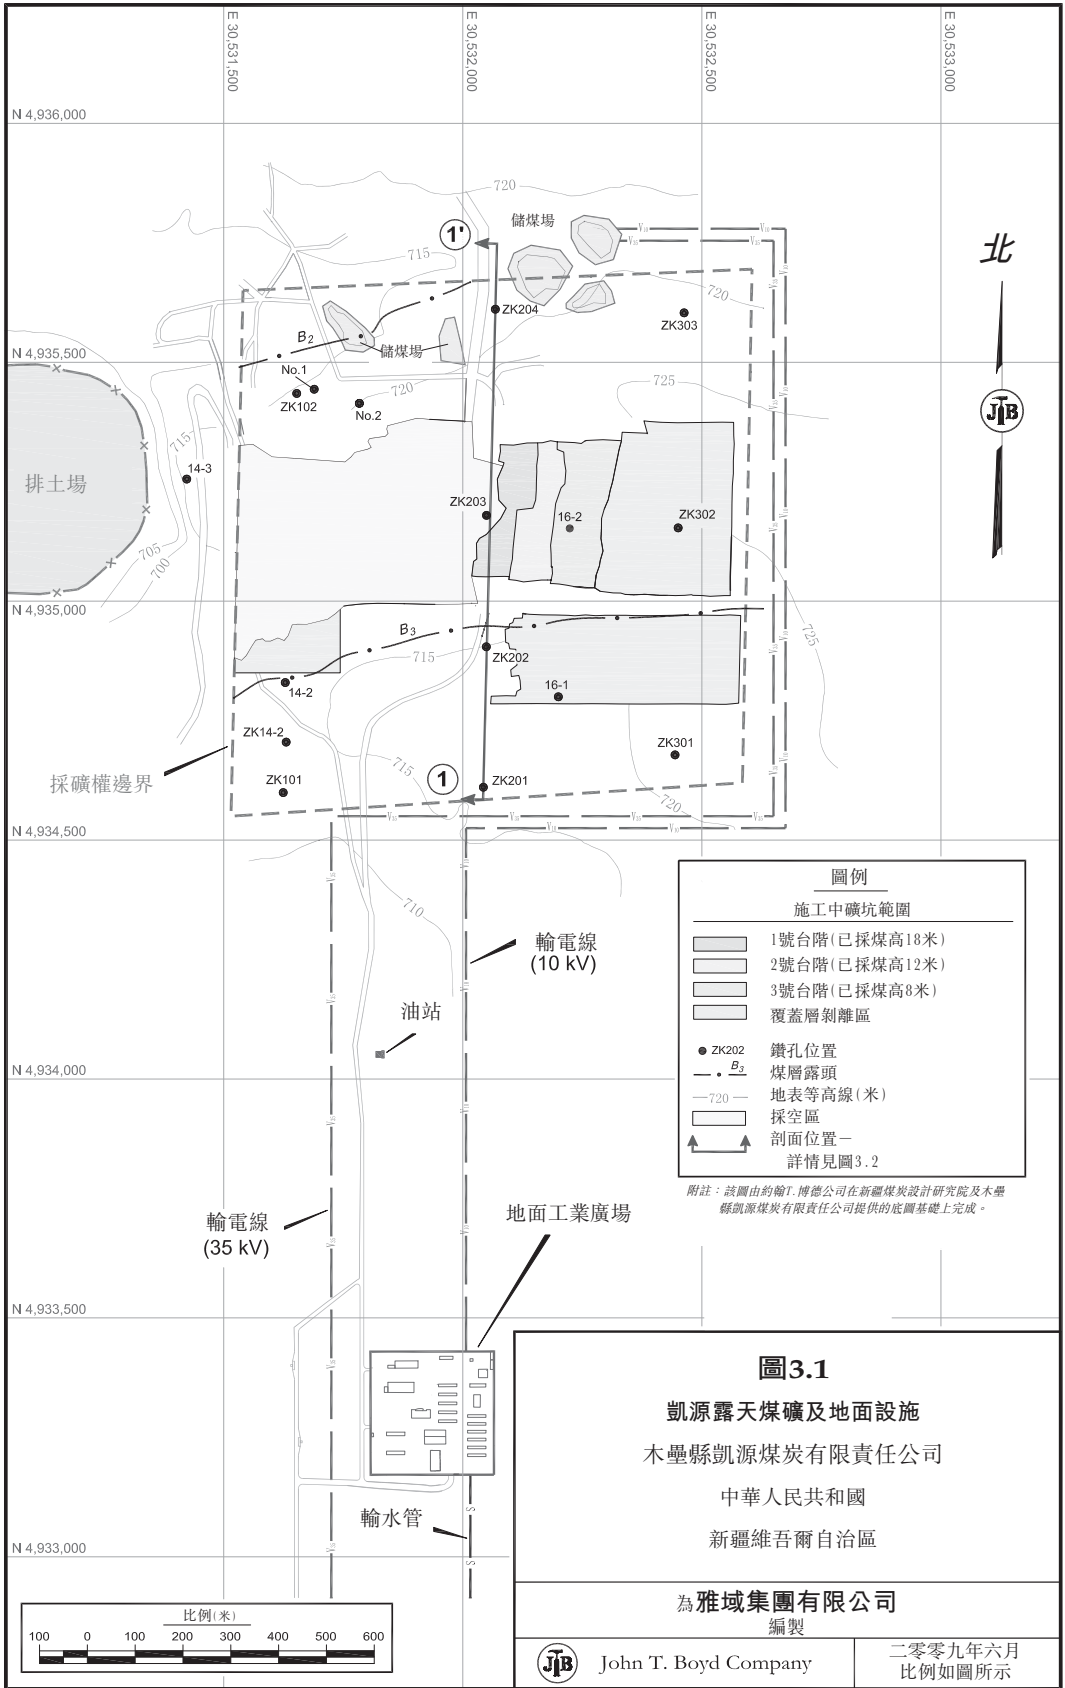 E 30,531,500
E 30,532,000
E 30,532,500
E 30,533,000
N 4,936,000
720
儲煤場
1'
715
北
720
ZK204
ZK303
B2
儲煤場
N 4,935,500
No.1
725
ZK102
720
No.2
JTB
715
14-3
排土場
ZK203
16-2
ZK302
705
700
N 4,935,000
B3
725
715
ZK202
14-2
16-1
ZK14-2
ZK301
715
採礦權邊界
ZK101
1
ZK201
720
N 4,934,500
710
輸電線
(10 kV)
油站
N 4,934,000
圖例
施工中礦坑範圍
1號台階(已採煤高18米)
2號台階(已採煤高12米)
3號台階(已採煤高8米)
覆蓋層剝離區
ZK202 鑽孔位置
B3 煤層露頭
720 地表等高線(米)
採空區
剖面位置－
詳情見圖3.2
附註：該圖由約翰T.博德公司在新疆煤炭設計研究院及木壘
縣凱源煤炭有限責任公司提供的底圖基礎上完成。
輸電線
(35 kV)
地面工業廣場
N 4,933,500
輸水管
S
S
N 4,933,000
圖3.1
凱源露天煤礦及地面設施
木壘縣凱源煤炭有限責任公司
中華人民共和國
新疆維吾爾自治區
為雅域集團有限公司
編製
比例(米)
100 0 100 200 300 400 500 600
JTB John T. Boyd Company
二零零九年六月
比例如圖所示